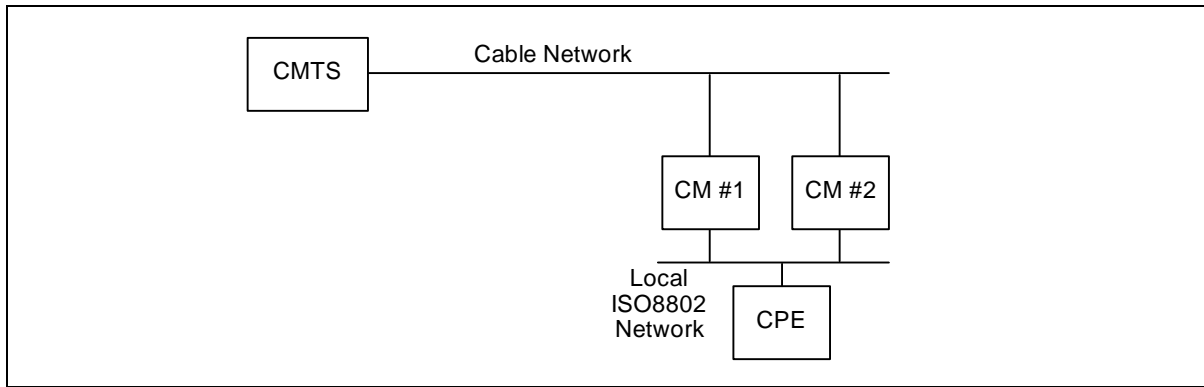 Cable Network
CMTS
CM #1
CM #2
Local
ISO8802
Network
CPE